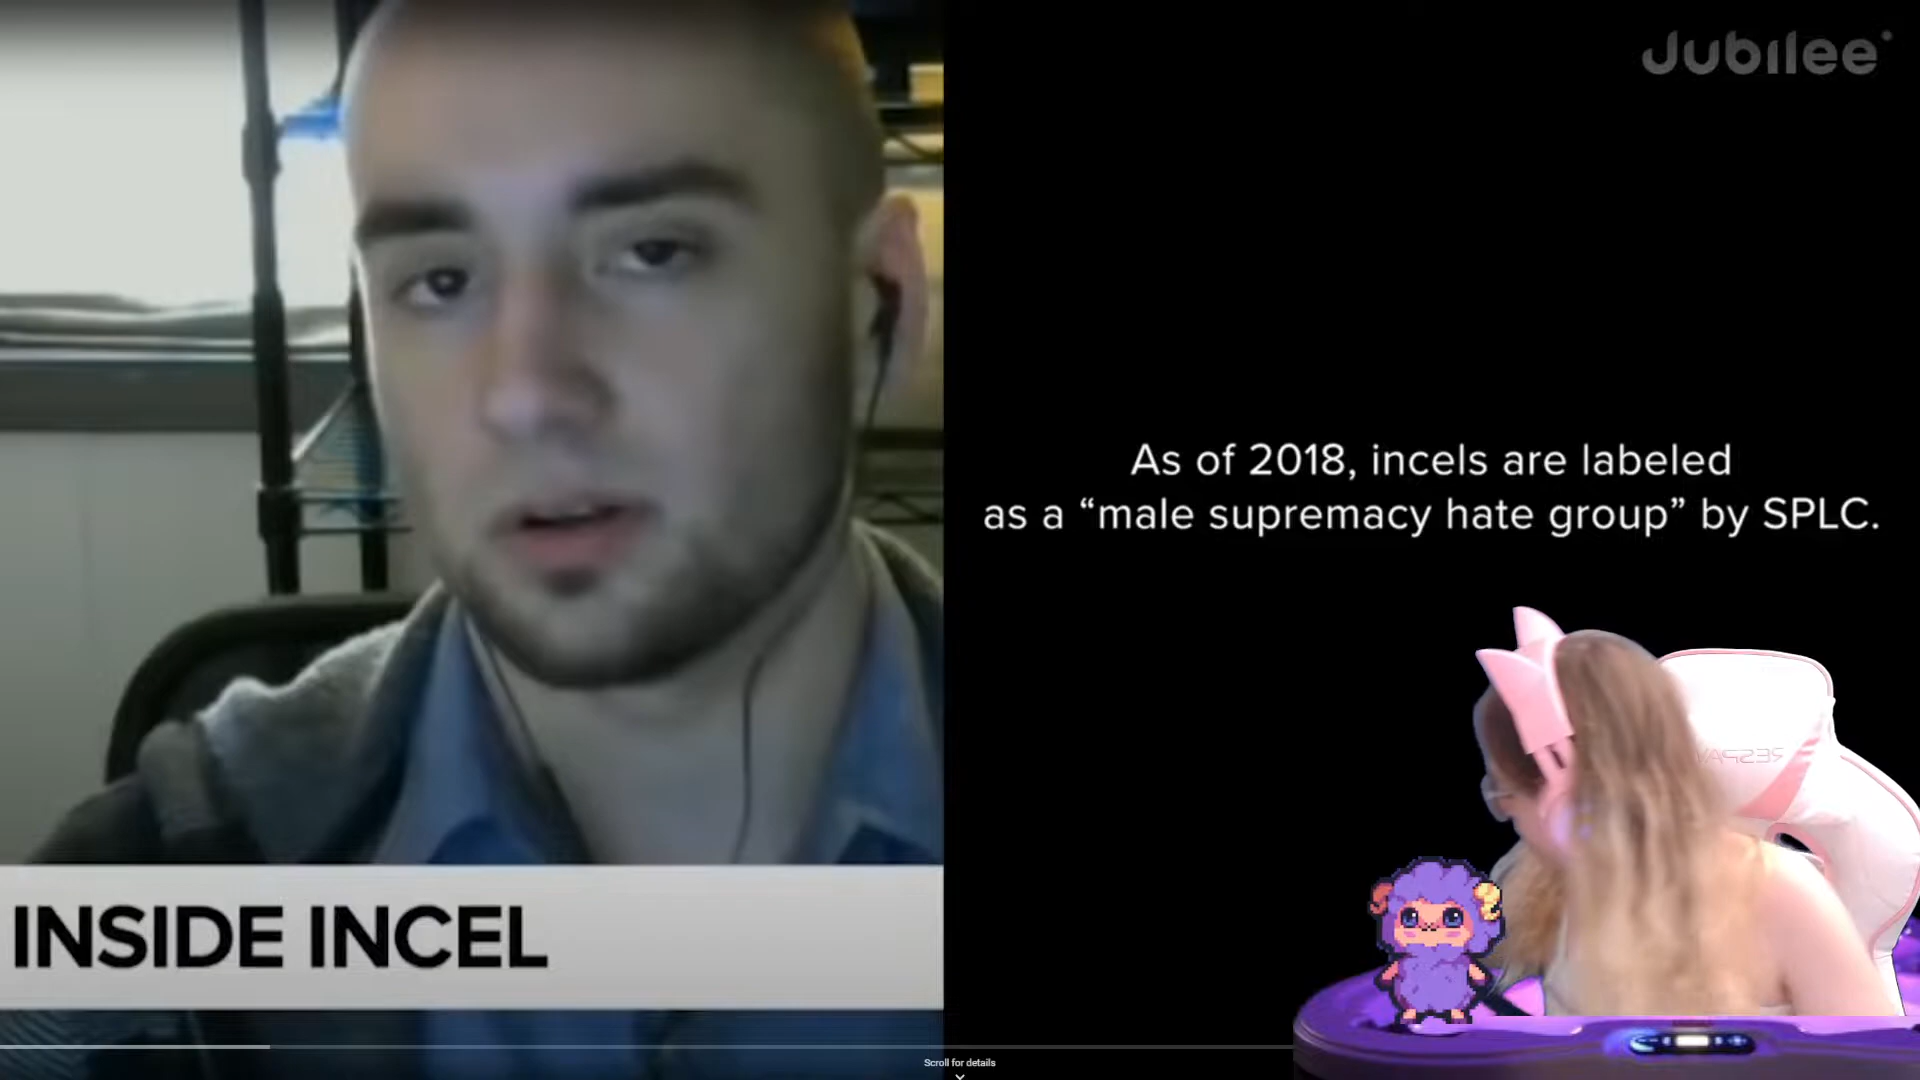 Jubilee
As of 2018, incels are labeled
as a “male supremacy hate group” by SPLC.
RESPAW
INSIDE INCEL
Scroll for details